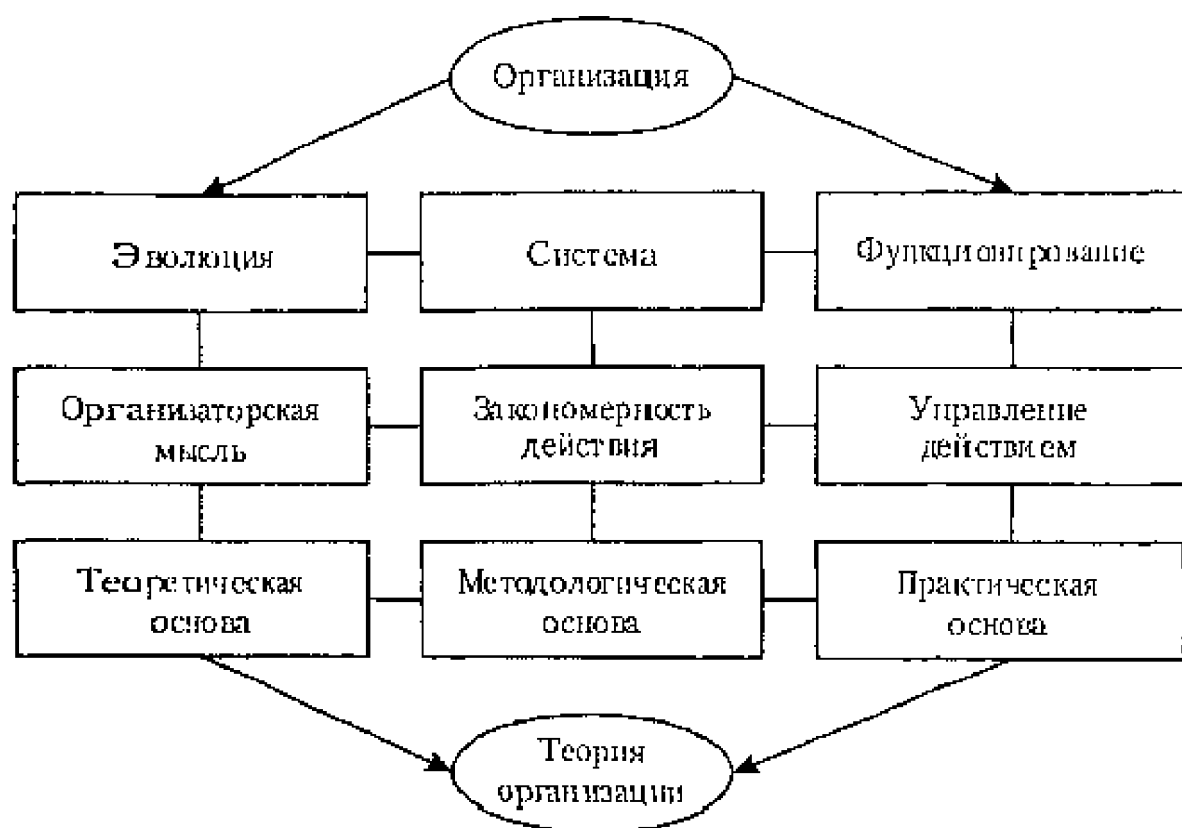 Организация
Эволюция
Система
Функционирование
Организаторская
мысль
Закономерность
действия
Управление
действием
Теоретическая
основа
Методологическая
основа
Практическая
основа
Теория
организации